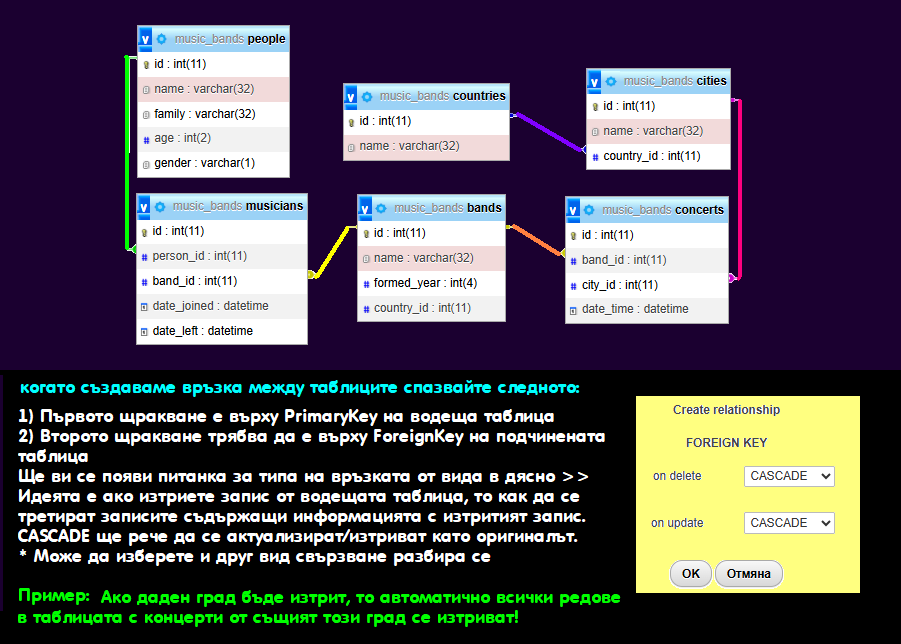 v music_bands people
id : int(11)
name : varchar(32)
family : varchar(32)
age : int(2)
gender : varchar(1)
v music_bands countries
id : int(11)
name : varchar(32)
v music_bands cities
id : int(11)
name : varchar(32)
country_id : int(11)
v music_bands musicians
id : int(11)
person_id : int(11)
band_id : int(11)
date_joined : datetime
date_left : datetime
v music_bands bands
id : int(11)
name : varchar(32)
formed_year : int(4)
country_id : int(11)
v music_bands concerts
id : int(11)
band_id : int(11)
city_id : int(11)
date_time : datetime
когато създаваме връзка между таблиците спазвайте следното:
1) Първото щракване е върху PrimaryKey на водеща таблица
2) Второто щракване трябва да е върху ForeignKey на подчинената
таблица
Ще ви се появи питанка за типа на връзката от вида в дясно >>
Идеята е ако изтриете запис от водещата таблица, то как да се
третират записите съдържащи информацията с изтритият запис.
CASCADE ще рече да се актуализират/изтриват като оригиналът.
* Може да изберете и друг вид свързване разбира се
Пример: Ако даден град бъде изтрит, то автоматично всички редове
в таблицата с концерти от същият този град се изтриват!
Create relationship
FOREIGN KEY
on delete CASCADE
on update CASCADE
OK Отмяна